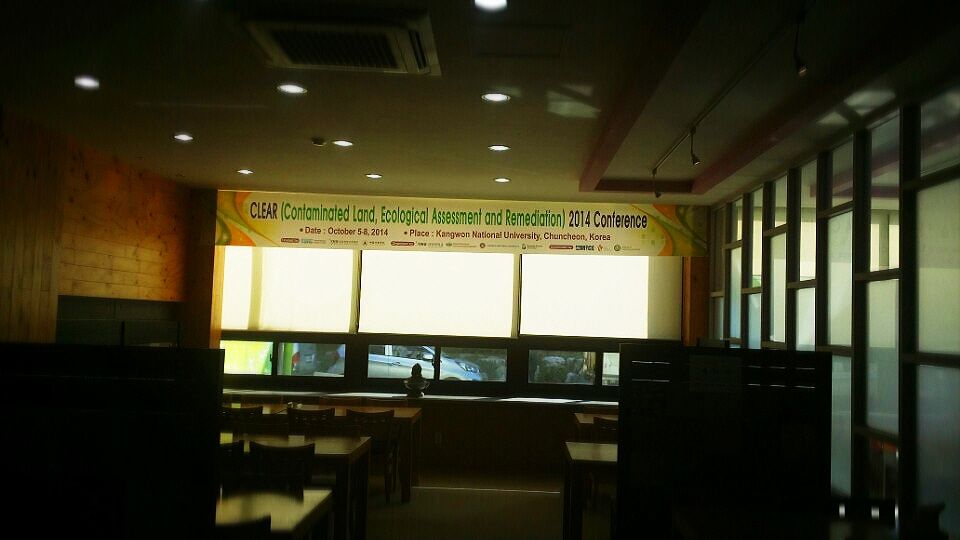 CLEAR (Contaminated Land, Ecological Assessment and Remediation) 2014 Conference
• Date : October 5-8, 2014 • Place : Kangwon National University, Chuncheon, Korea